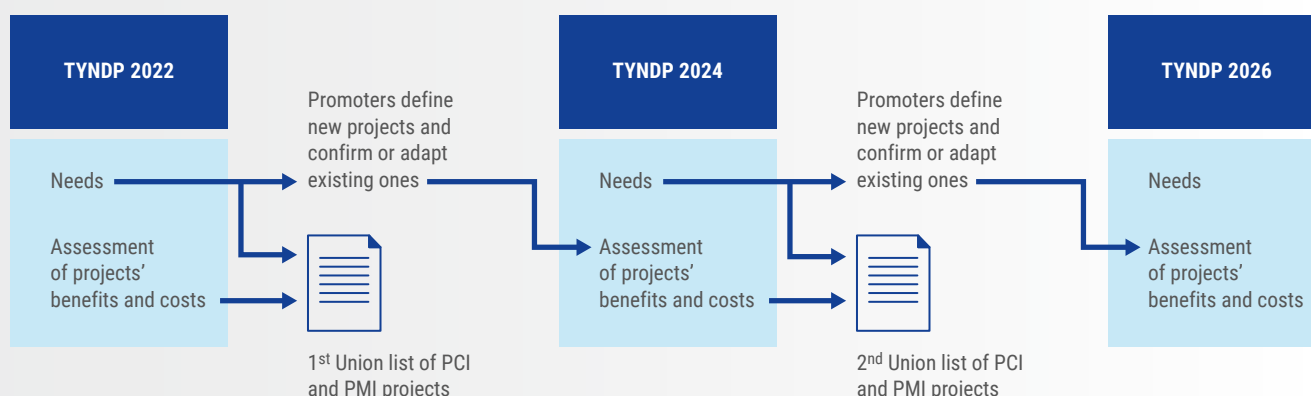 TYNDP 2022
Needs
Assessment
of projects’
benefits and costs
Promoters define
new projects and
confirm or adapt
existing ones
1st Union list of PCI
and PMI projects
TYNDP 2024
Needs
Assessment
of projects’
benefits and costs
Promoters define
new projects and
confirm or adapt
existing ones
2nd Union list of PCI
and PMI projects
TYNDP 2026
Needs
Assessment
of projects’
benefits and costs